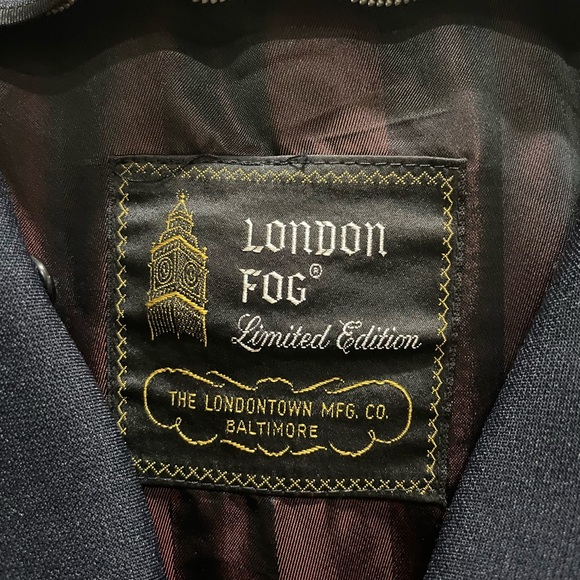 LONDON
FOG®
Limited Edition
THE LONDONTOWN MFG. CO.
BALTIMORE